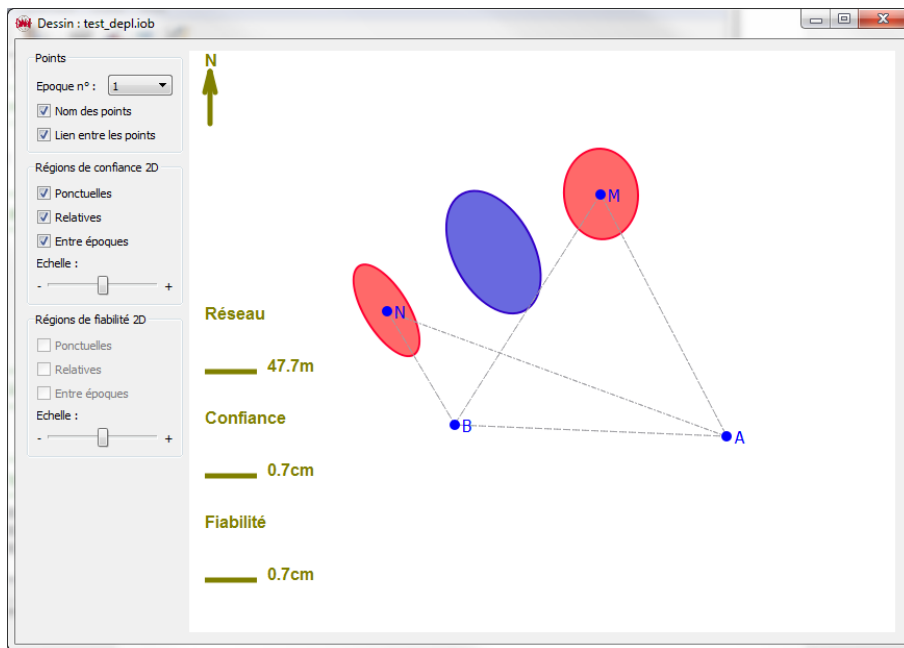 Dessin : test_depl.iob
Points
Epoque n° : 1
Nom des points
Lien entre les points
Régions de confiance 2D
Ponctuelles
Relatives
Entre époques
Echelle :
- +
Régions de fiabilité 2D
Ponctuelles
Relatives
Entre époques
Echelle :
- +
N
M
N
B
A
Réseau
47.7m
Confiance
0.7cm
Fiabilité
0.7cm